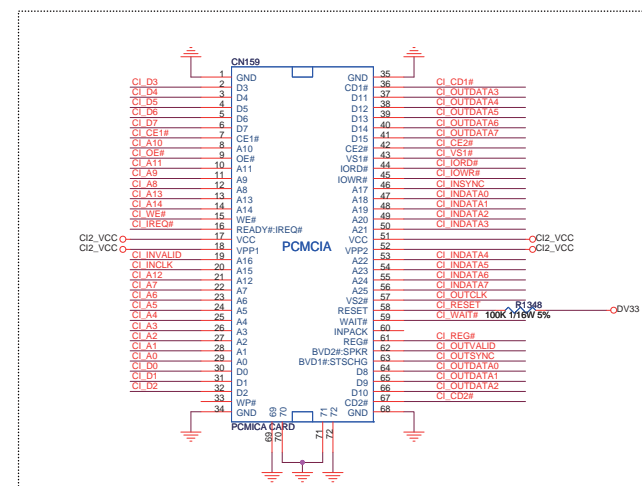 CN159
1 GND GND 35
CI_D3 2 D3 CD1# 36 CI_CD1#
CI_D4 3 D4 D11 37 CI_OUTDATA3
CI_D5 4 D5 D12 38 CI_OUTDATA4
CI_D6 5 D6 D13 39 CI_OUTDATA5
CI_D7 6 D7 D14 40 CI_OUTDATA6
CI_CE1# 7 CE1# D15 41 CI_OUTDATA7
CI_A10 8 A10 CE2# 42 CI_CE2#
CI_OE# 9 OE# VS1# 43 CI_VS1#
CI_A11 10 A11 IORD# 44 CI_IORD#
CI_A9 11 A9 IOWR# 45 CI_IOWR#
CI_A8 12 A8 A17 46 CI_INSYNC
CI_A13 13 A13 A18 47 CI_INDATA0
CI_A14 14 A14 A19 48 CI_INDATA1
CI_WE# 15 WE# A20 49 CI_INDATA2
CI_IREQ# 16 READY#:IREQ# A21 50 CI_INDATA3
CI2_VCC 17 VCC VCC 51 CI2_VCC
PCMCIA
CI2_VCC 18 VPP1 VPP2 52 CI2_VCC
CI_INVALID 19 A16 A22 53 CI_INDATA4
CI_INCLK 20 A15 A23 54 CI_INDATA5
CI_A12 21 A12 A24 55 CI_INDATA6
CI_A7 22 A7 A25 56 CI_INDATA7
CI_A6 23 A6 VS2# 57 CI_OUTCLK
CI_A5 24 A5 RESET 58 CI_RESET R1348 DV33
CI_A4 25 A4 WAIT# 59 CI_WAIT# 100K 1/16W 5%
CI_A3 26 A3 INPACK 60
CI_A2 27 A2 REG# 61 CI_REG#
CI_A1 28 A1 BVD2#:SPKR 62 CI_OUTVALID
CI_A0 29 A0 BVD1#:STSCHG 63 CI_OUTSYNC
CI_D0 30 D0 D8 64 CI_OUTDATA0
CI_D1 31 D1 D9 65 CI_OUTDATA1
CI_D2 32 D2 D10 66 CI_OUTDATA2
33 WP# CD2# 67 CI_CD2#
34 GND 69 70 71 72 GND 68
PCMICA CARD
69 70 71 72